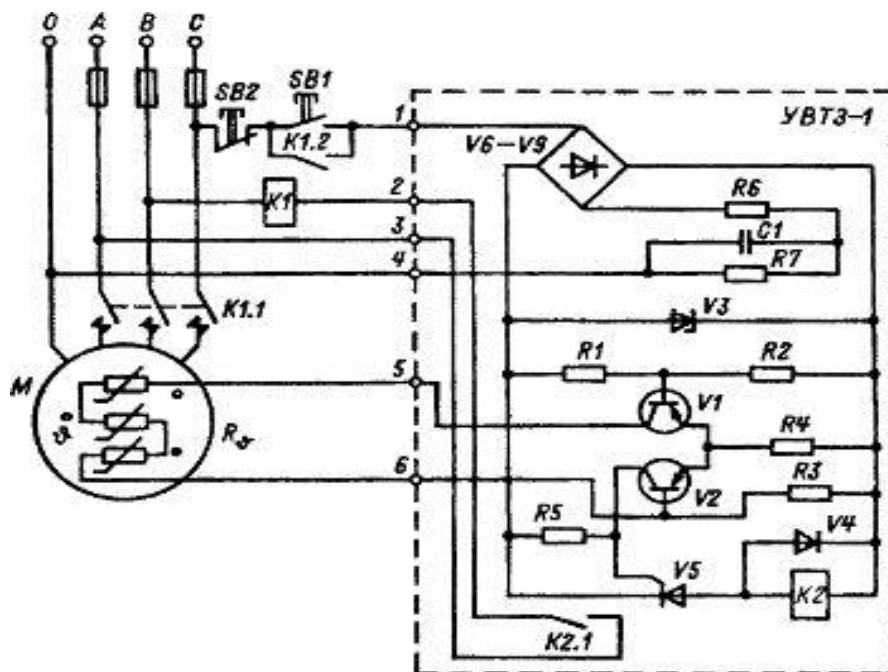 О А В С
SB2 SB1 1 УВТЗ-1
K1.2 V6-V9
K1 2 R6
3 C1
4 R7
K1.1 V3
R1 R2
M 5 V1
ϑ Rϑ R4
6 V2 R3
R5 V4
V5 K2
K2.1